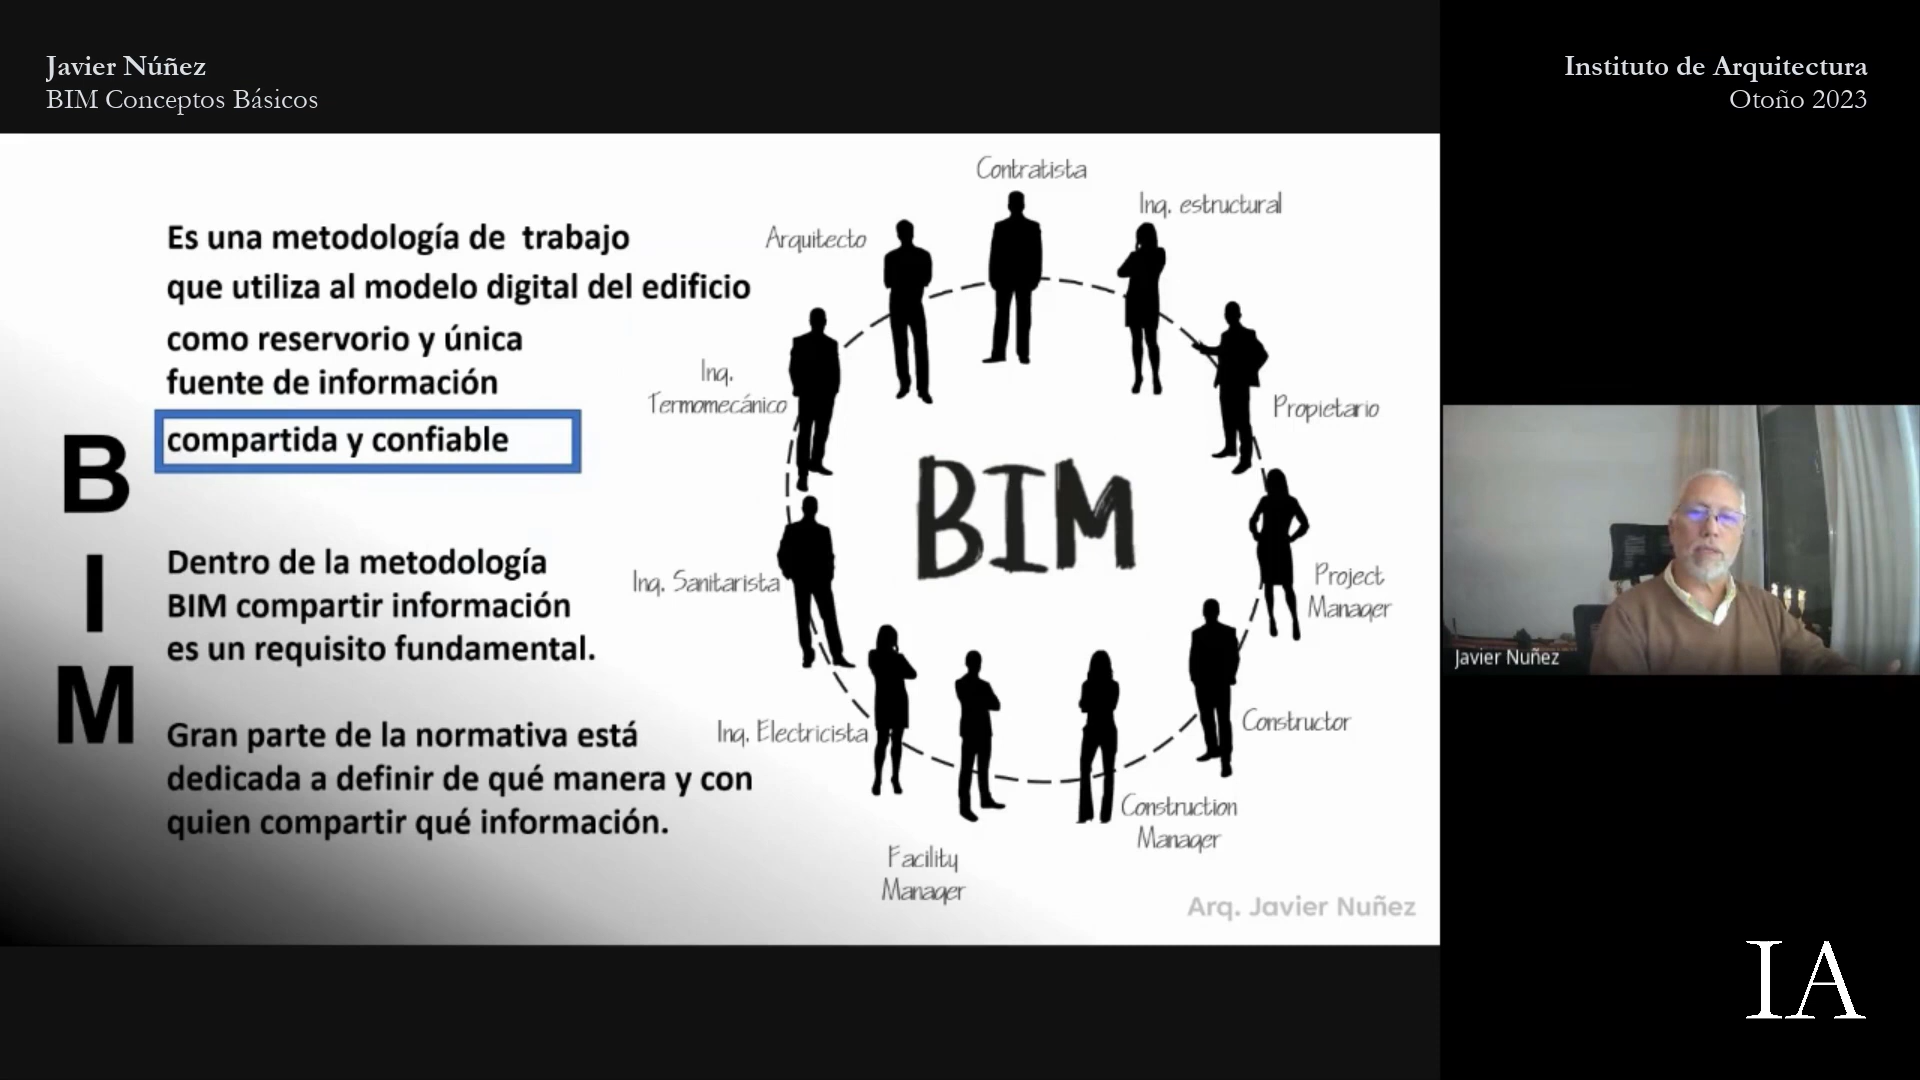 Javier Núñez
BIM Conceptos Básicos
Instituto de Arquitectura
Otoño 2023
Es una metodología de trabajo
que utiliza al modelo digital del edificio
como reservorio y única
fuente de información
compartida y confiable
B
I
M
Dentro de la metodología
BIM compartir información
es un requisito fundamental.
Gran parte de la normativa está
dedicada a definir de qué manera y con
quien compartir qué información.
Contratista
Ing. estructural
Arquitecto
Ing.
Termomecánico
Propietario
BIM
Ing. Sanitarista
Project
Manager
Ing. Electricista
Constructor
Construction
Manager
Facility
Manager
Arq. Javier Nuñez
Javier Nuñez
IA